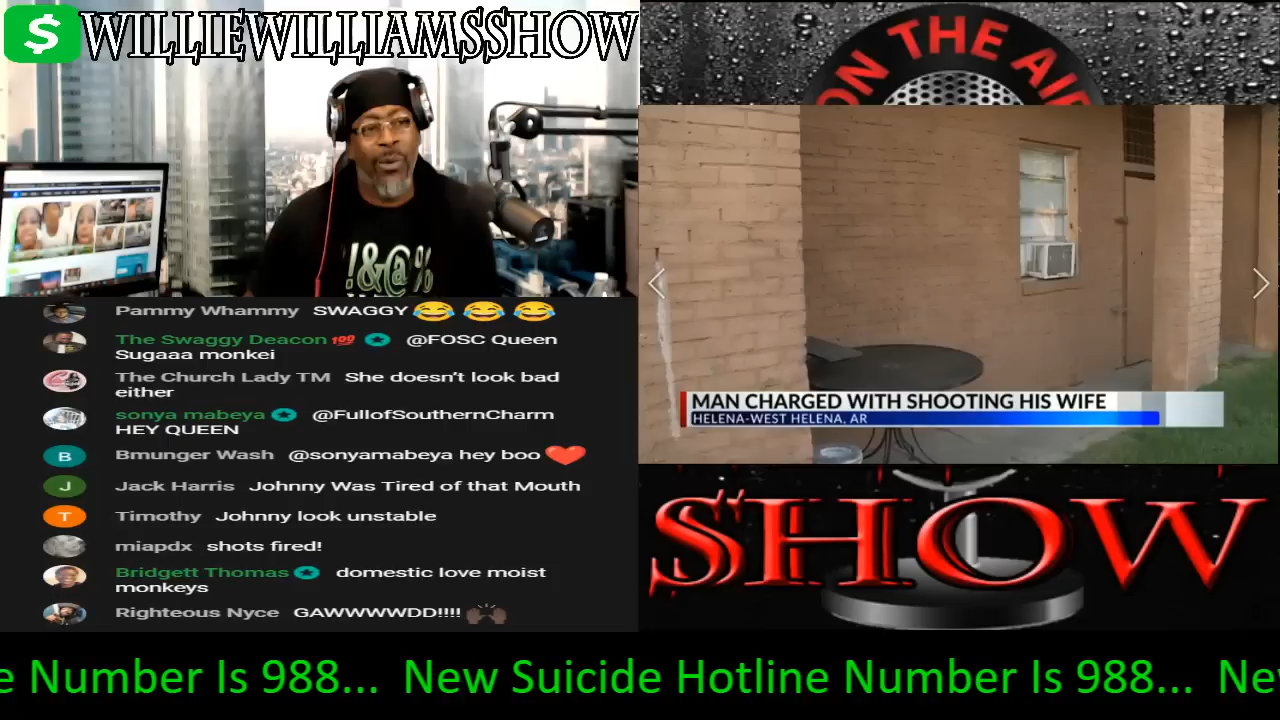 $ WILLIEWILLIAMSSHOW
ON THE AIR
!&@%
Pammy Whammy SWAGGY 😂 😂 😂
The Swaggy Deacon 💯 @FOSC Queen
Sugaaa monkei
The Church Lady TM She doesn't look bad
either
sonya mabeya @FullofSouthernCharm
HEY QUEEN
B Bmunger Wash @sonyamabeya hey boo ❤️
J Jack Harris Johnny Was Tired of that Mouth
T Timothy Johnny look unstable
miapdx shots fired!
Bridgett Thomas domestic love moist
monkeys
Righteous Nyce GAWWWWDD!!!! 🙌🏿
MAN CHARGED WITH SHOOTING HIS WIFE
HELENA-WEST HELENA, AR
SHOW
e Number Is 988... New Suicide Hotline Number Is 988... Ne